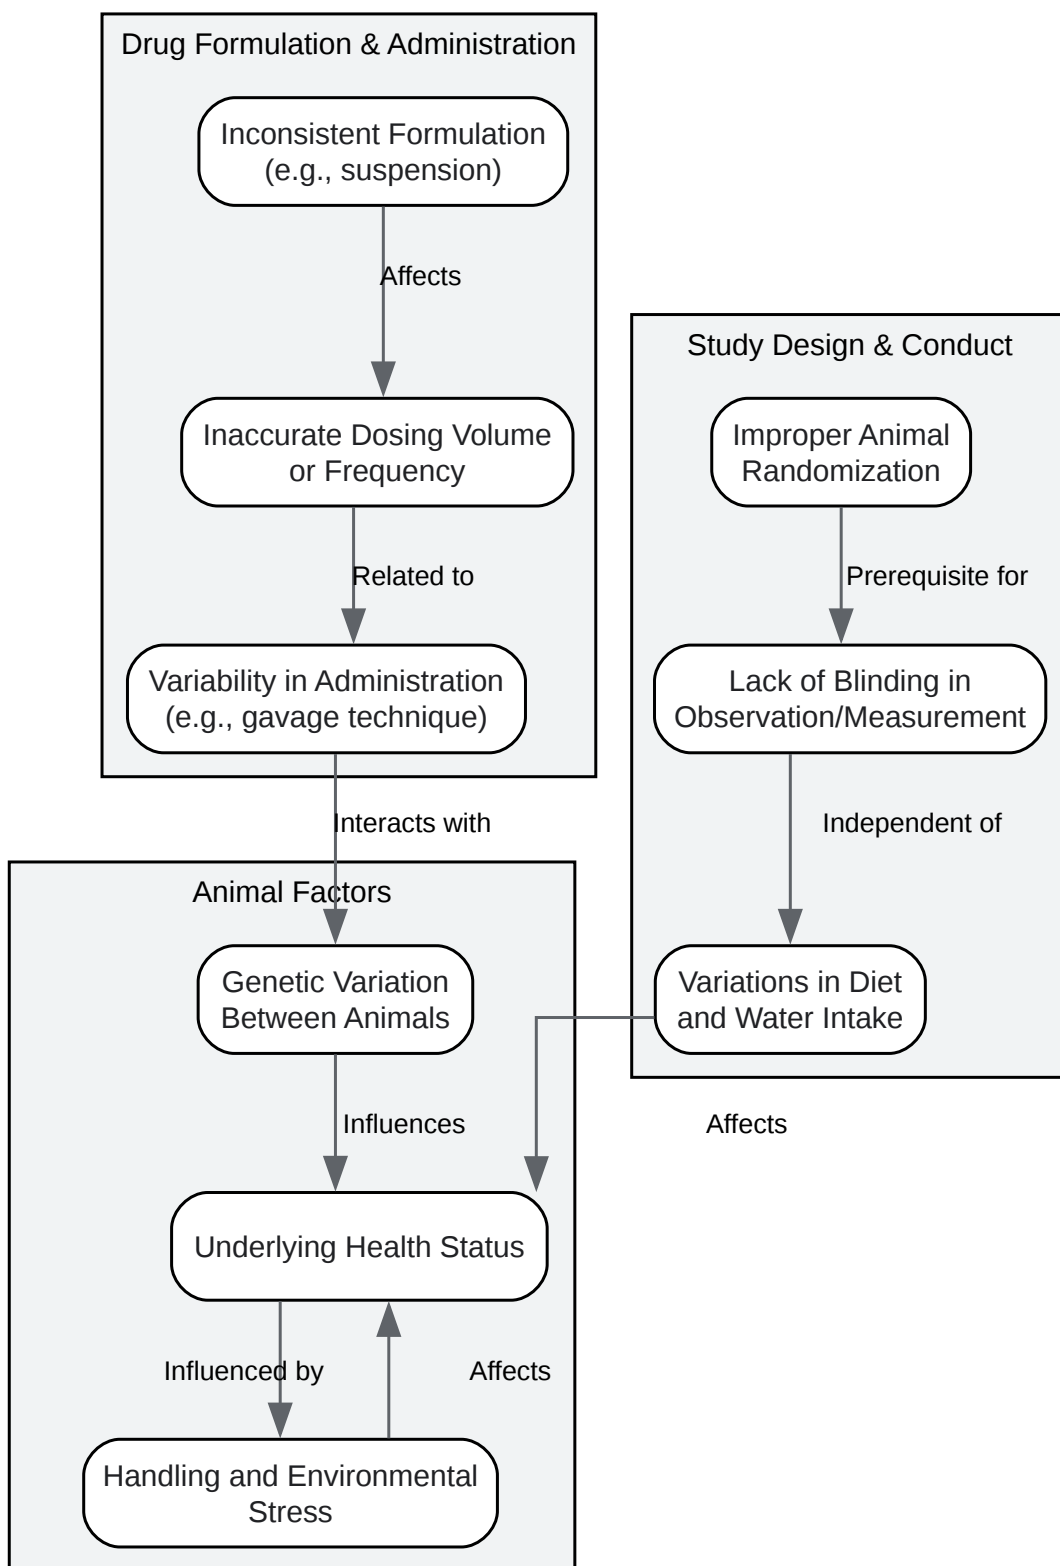 Drug Formulation & Administration
Inconsistent Formulation
(e.g., suspension)
Affects
Inaccurate Dosing Volume
or Frequency
Related to
Variability in Administration
(e.g., gavage technique)
Interacts with
Study Design & Conduct
Improper Animal
Randomization
Prerequisite for
Lack of Blinding in
Observation/Measurement
Independent of
Variations in Diet
and Water Intake
Affects
Animal Factors
Genetic Variation
Between Animals
Influences
Underlying Health Status
Influenced by
Affects
Handling and Environmental
Stress